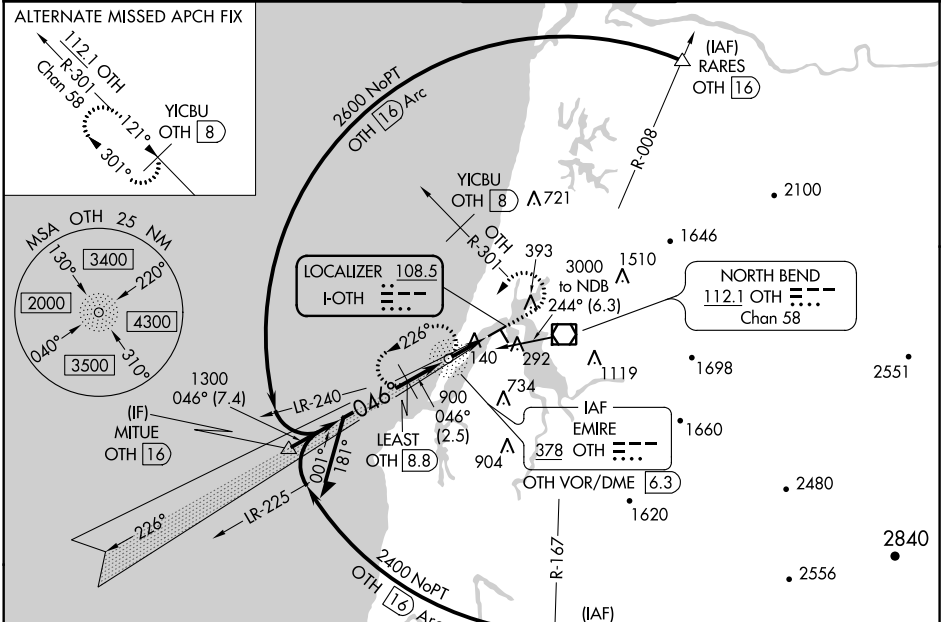 ALTERNATE MISSED APCH FIX
112.1 OTH
R-301
Chan 58
121°
301°
YICBU
OTH 8
MSA OTH 25 NM
130°
3400
220°
2000
4300
040°
3500
310°
2600 NoPT
OTH 16 Arc
(IAF)
RARES
OTH 16
R-008
2100
YICBU
OTH 8
721
OTH
R-301
1646
393
1510
3000
to NDB
244° (6.3)
LOCALIZER 108.5
I-OTH
NORTH BEND
112.1 OTH
Chan 58
226°
140
292
1119
1698
2551
1300
046° (7.4)
LR-240
046°
900
046°
(2.5)
734
(IF)
MITUE
OTH 16
LEAST
OTH 8.8
IAF
EMIRE
378 OTH
OTH VOR/DME 6.3
1660
904
001°
181°
LR-225
226°
2480
1620
2840
R-167
2556
2400 NoPT
OTH 16 Arc
(IAF)